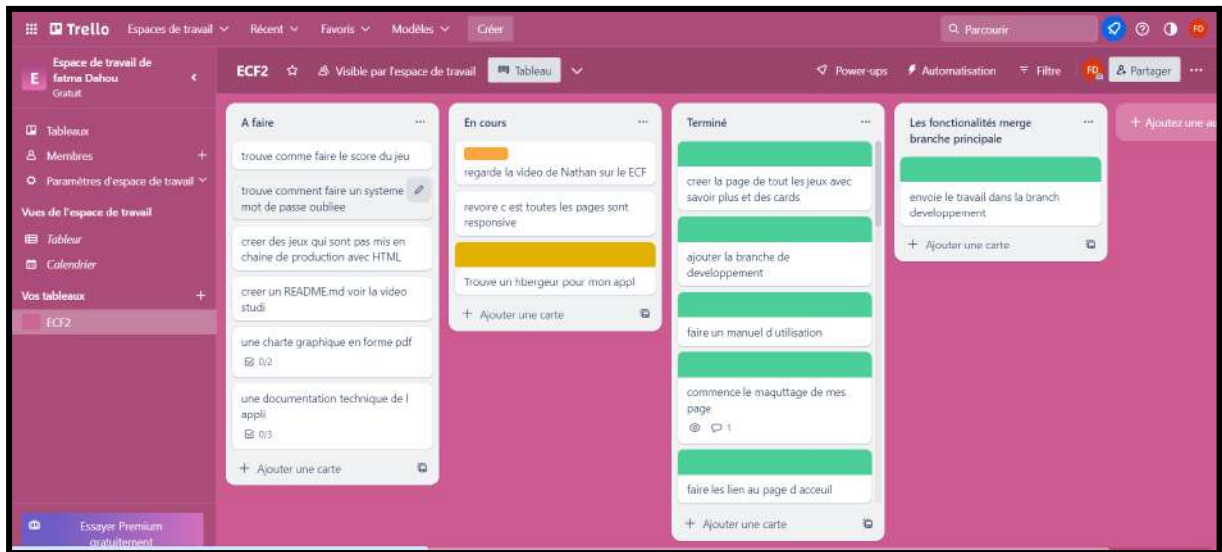 Trello Espaces de travail Récent Favoris Modèles Créer Parcourir FD
E Espace de travail de
fatma Dahou
Gratuit
ECF2 Visible par l'espace de travail Tableau Power-ups Automatisation Filtre FD Partager
Tableaux
Membres
Paramètres d'espace de travail
Vues de l'espace de travail
Tableur
Calendrier
Vos tableaux
ECF2
Essayer Premium
gratuitement
A faire
trouve comme faire le score du jeu
trouve comment faire un systeme
mot de passe oubliee
creer des jeux qui sont pas mis en
chaine de production avec HTML
creer un README.md voir la video
studi
une charte graphique en forme pdf
0/2
une documentation technique de l
appli
0/3
+ Ajouter une carte
En cours
regarde la video de Nathan sur le ECF
revoire c est toutes les pages sont
responsive
Trouve un hbergeur pour mon appl
+ Ajouter une carte
Terminé
creer la page de tout les jeux avec
savoir plus et des cards
ajouter la branche de
developpement
faire un manuel d utilisation
commence le maquttage de mes
page
1
faire les lien au page d acceuil
+ Ajouter une carte
Les fonctionalités merge
branche principale
envoie le travail dans la branch
developpement
+ Ajouter une carte
+ Ajoutez une au